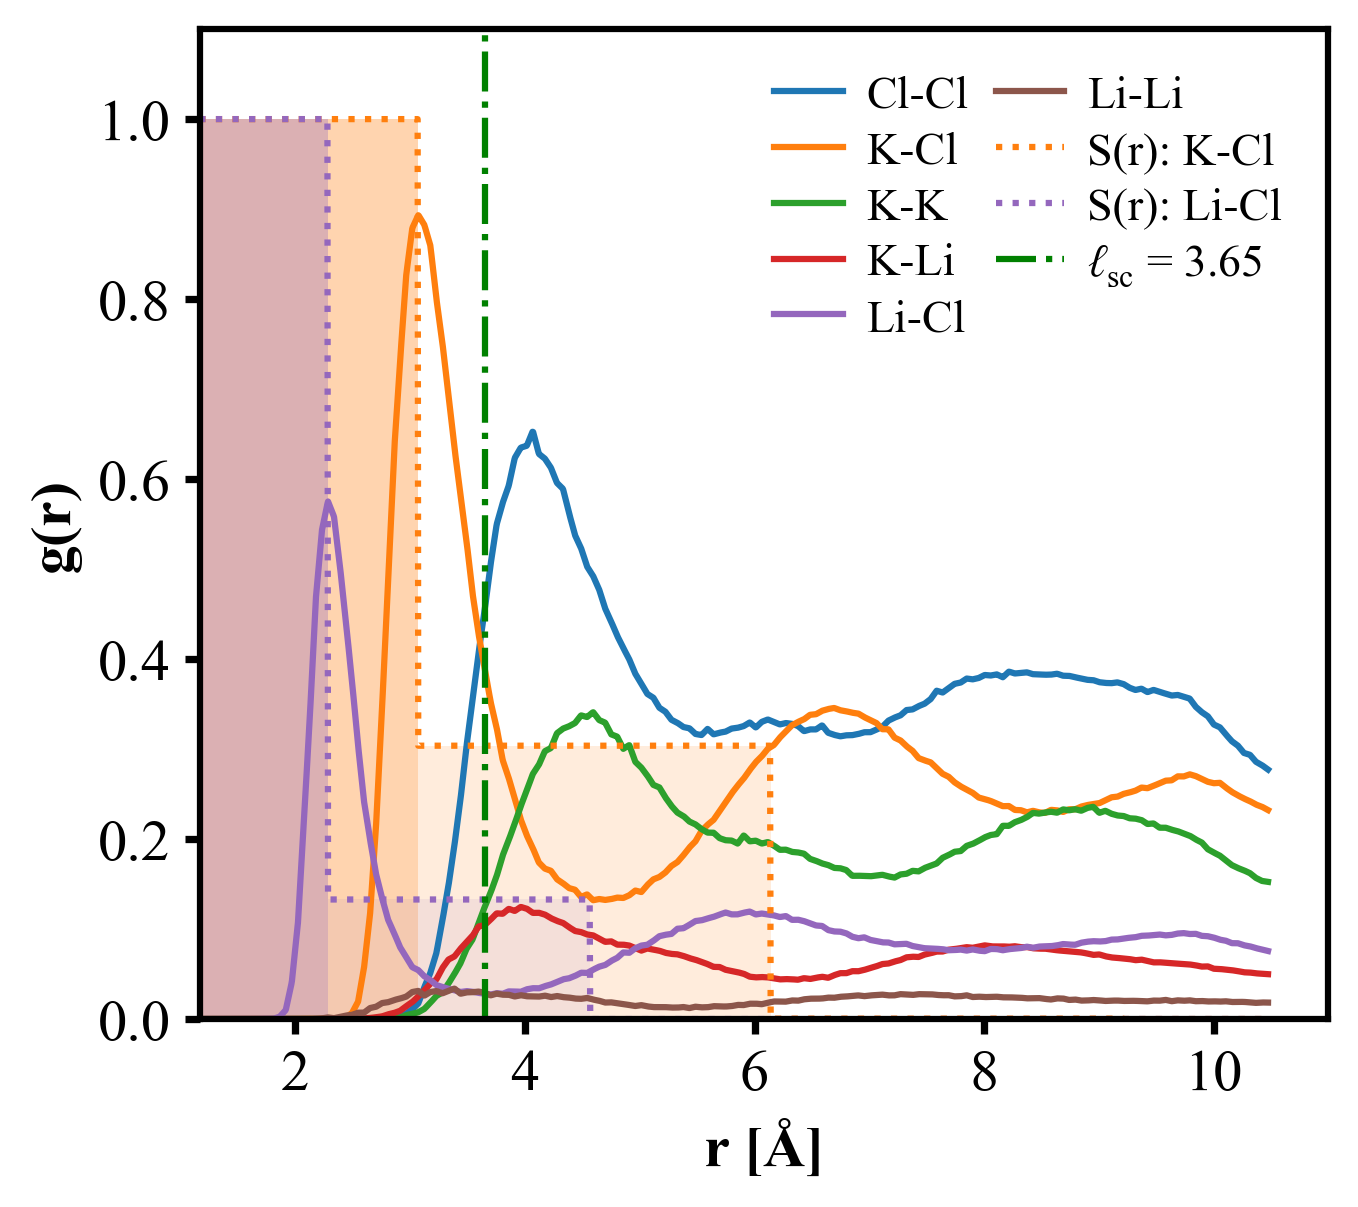 Cl-Cl
K-Cl
K-K
K-Li
Li-Cl
Li-Li
S(r): K-Cl
S(r): Li-Cl
ℓsc = 3.65
1.0
0.8
0.6
0.4
0.2
0.0
g(r)
2 4 6 8 10
r [Å]